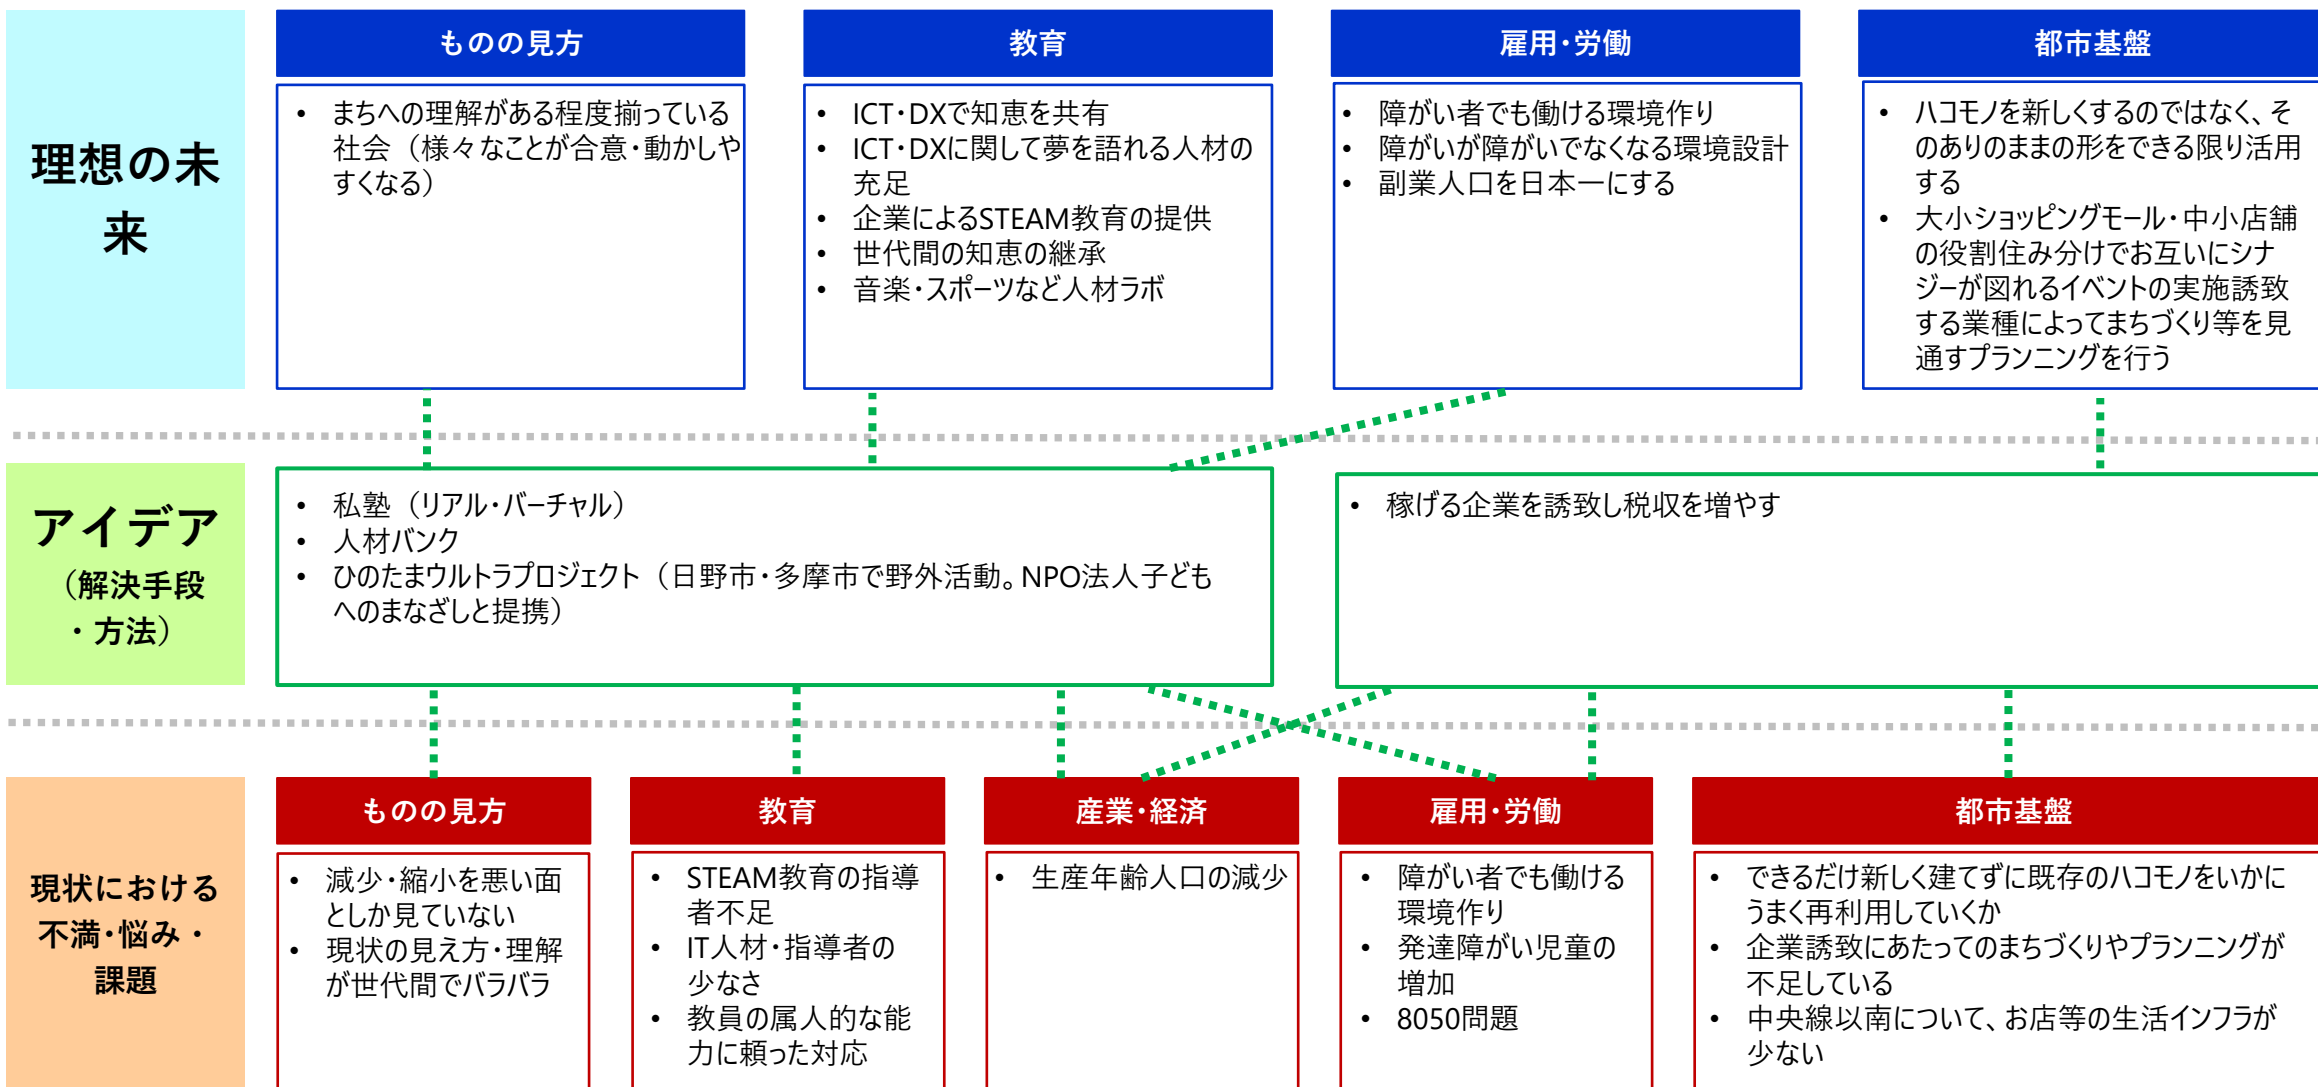 理想の未
来
ものの見方
・ まちへの理解がある程度揃っている
社会（様々なことが合意・動かしや
すくなる）
教育
・ ICT・DXで知恵を共有
・ ICT・DXに関して夢を語れる人材の
充足
・ 企業によるSTEAM教育の提供
・ 世代間の知恵の継承
・ 音楽・スポーツなど人材ラボ
雇用・労働
・ 障がい者でも働ける環境作り
・ 障がいが障がいでなくなる環境設計
・ 副業人口を日本一にする
都市基盤
・ ハコモノを新しくするのではなく、そ
のありのままの形をできる限り活用
する
・ 大小ショッピングモール・中小店舗
の役割住み分けでお互いにシナ
ジーが図れるイベントの実施誘致
する業種によってまちづくり等を見
通すプランニングを行う
アイデア
（解決手段
・方法）
・ 私塾（リアル・バーチャル）
・ 人材バンク
・ ひのたまウルトラプロジェクト（日野市・多摩市で野外活動。NPO法人子ども
へのまなざしと提携）
・ 稼げる企業を誘致し税収を増やす
現状における
不満・悩み・
課題
ものの見方
・ 減少・縮小を悪い面
としか見ていない
・ 現状の見え方・理解
が世代間でバラバラ
教育
・ STEAM教育の指導
者不足
・ IT人材・指導者の
少なさ
・ 教員の属人的な能
力に頼った対応
産業・経済
・ 生産年齢人口の減少
雇用・労働
・ 障がい者でも働ける
環境作り
・ 発達障がい児童の
増加
・ 8050問題
都市基盤
・ できるだけ新しく建てずに既存のハコモノをいかに
うまく再利用していくか
・ 企業誘致にあたってのまちづくりやプランニングが
不足している
・ 中央線以南について、お店等の生活インフラが
少ない